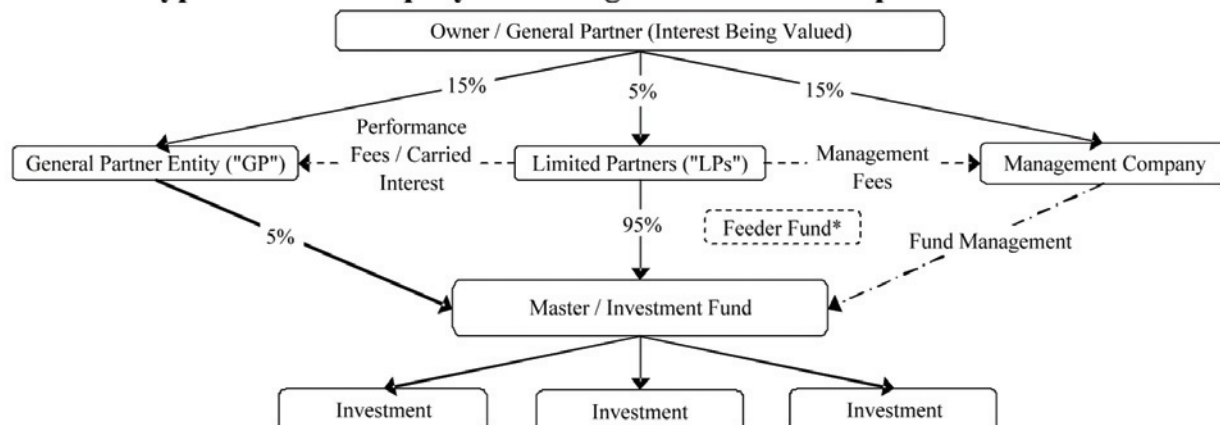 Owner / General Partner (Interest Being Valued)
15%
5%
15%
Performance
Fees / Carried
Interest
General Partner Entity ("GP")
Limited Partners ("LPs")
Management
Fees
Management Company
5%
95%
Feeder Fund*
Fund Management
Master / Investment Fund
Investment
Investment
Investment